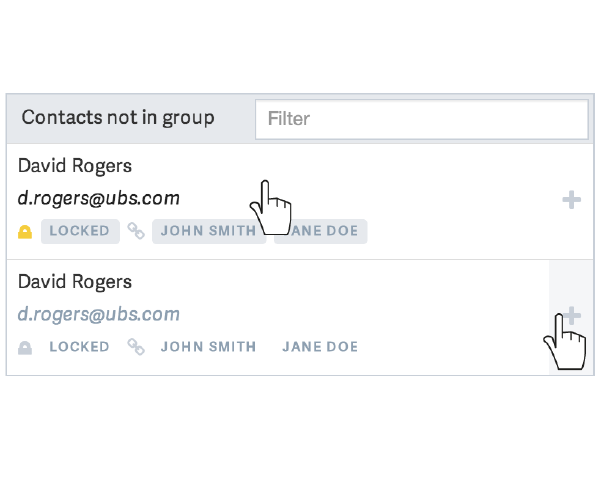 Contacts not in group Filter
David Rogers
d.rogers@ubs.com
LOCKED JOHN SMITH JANE DOE
David Rogers
d.rogers@ubs.com
LOCKED JOHN SMITH JANE DOE